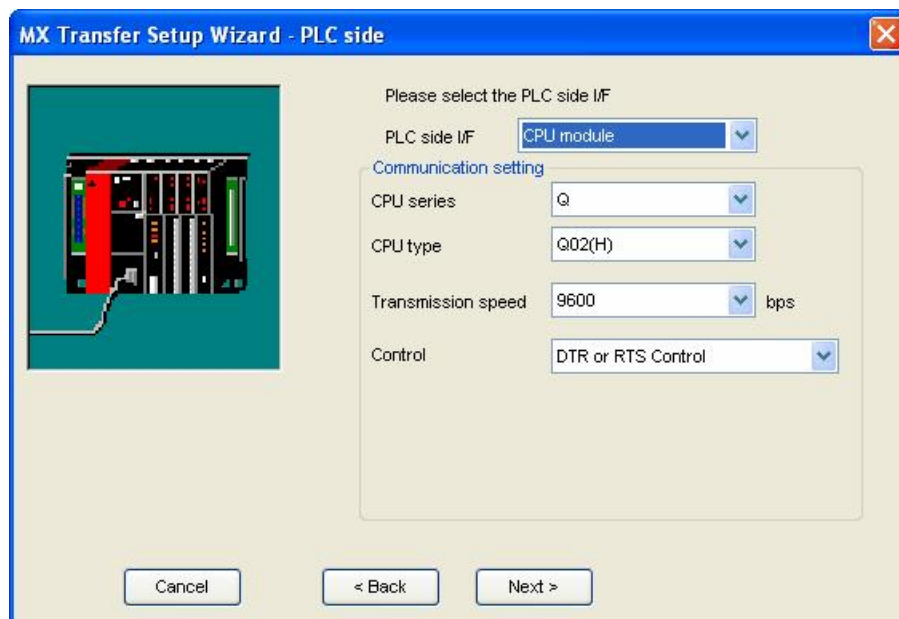 MX Transfer Setup Wizard - PLC side
Please select the PLC side I/F
PLC side I/F CPU module
Communication setting
CPU series Q
CPU type Q02(H)
Transmission speed 9600 bps
Control DTR or RTS Control
Cancel < Back Next >